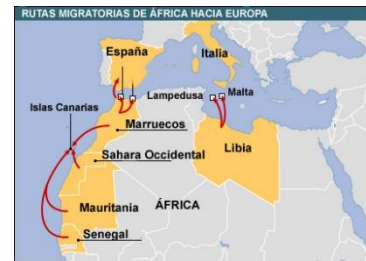 RUTAS MIGRATORIAS DE ÁFRICA HACIA EUROPA
España
Italia
Islas Canarias
Lampedusa
Malta
Marruecos
Sahara Occidental
Libia
Mauritania
ÁFRICA
Senegal